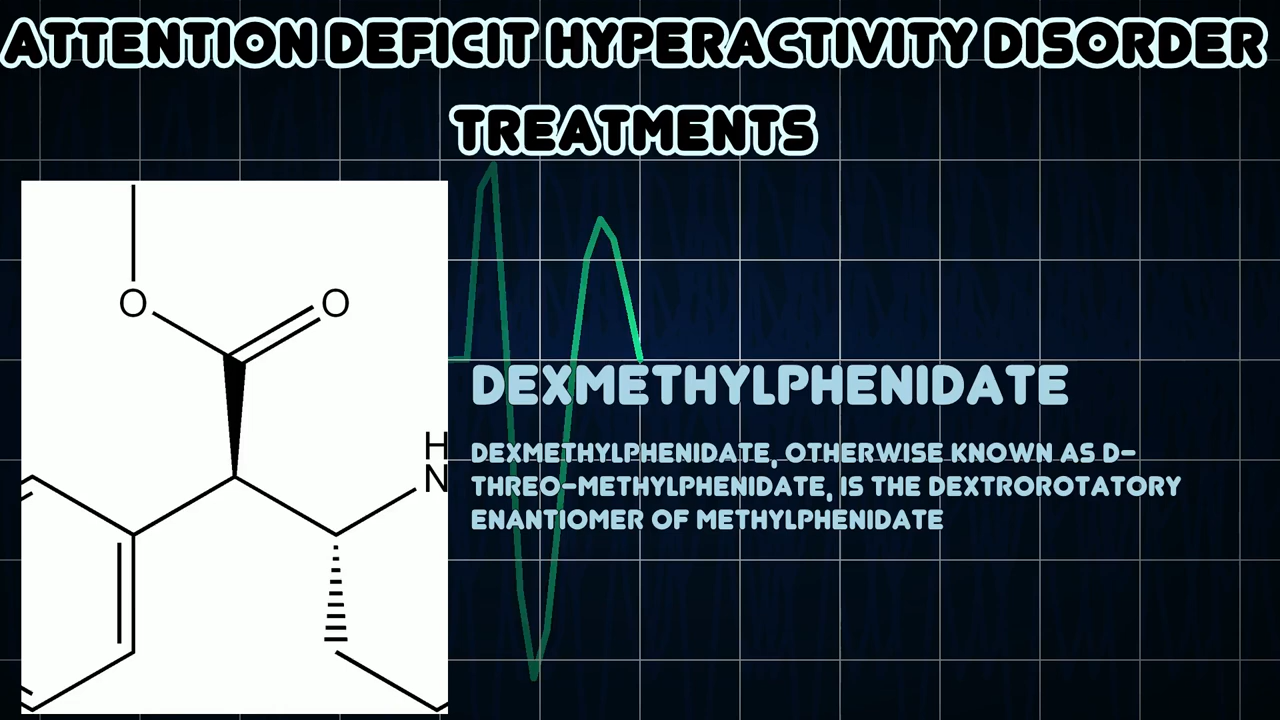 ATTENTION DEFICIT HYPERACTIVITY DISORDER
TREATMENTS
O
O
H
N
DEXMETHYLPHENIDATE
DEXMETHYLPHENIDATE, OTHERWISE KNOWN AS D-
THREO-METHYLPHENIDATE, IS THE DEXTROROTATORY
ENANTIOMER OF METHYLPHENIDATE